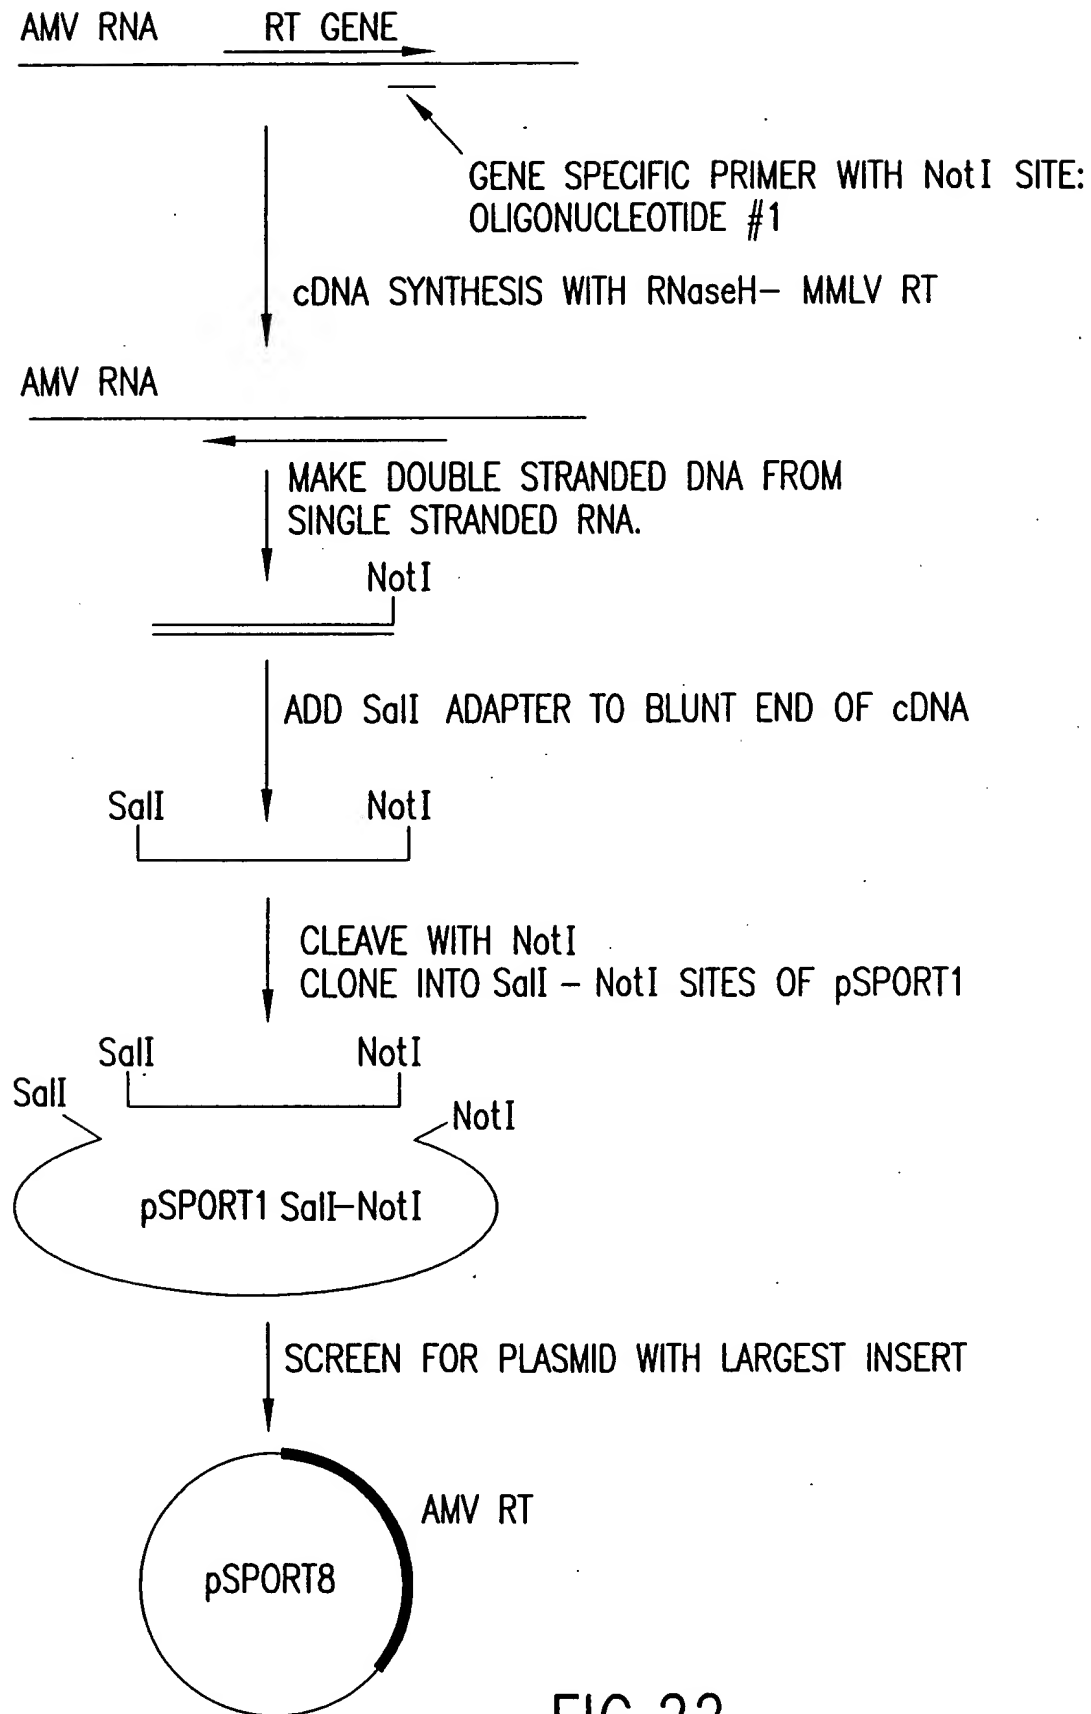 AMV RNA
RT GENE
GENE SPECIFIC PRIMER WITH NotI SITE:
OLIGONUCLEOTIDE #1
cDNA SYNTHESIS WITH RNaseH- MMLV RT
AMV RNA
MAKE DOUBLE STRANDED DNA FROM
SINGLE STRANDED RNA.
NotI
ADD SalI ADAPTER TO BLUNT END OF cDNA
SalI
NotI
CLEAVE WITH NotI
CLONE INTO SalI - NotI SITES OF pSPORT1
SalI
NotI
SalI
NotI
pSPORT1 SalI-NotI
SCREEN FOR PLASMID WITH LARGEST INSERT
AMV RT
pSPORT8